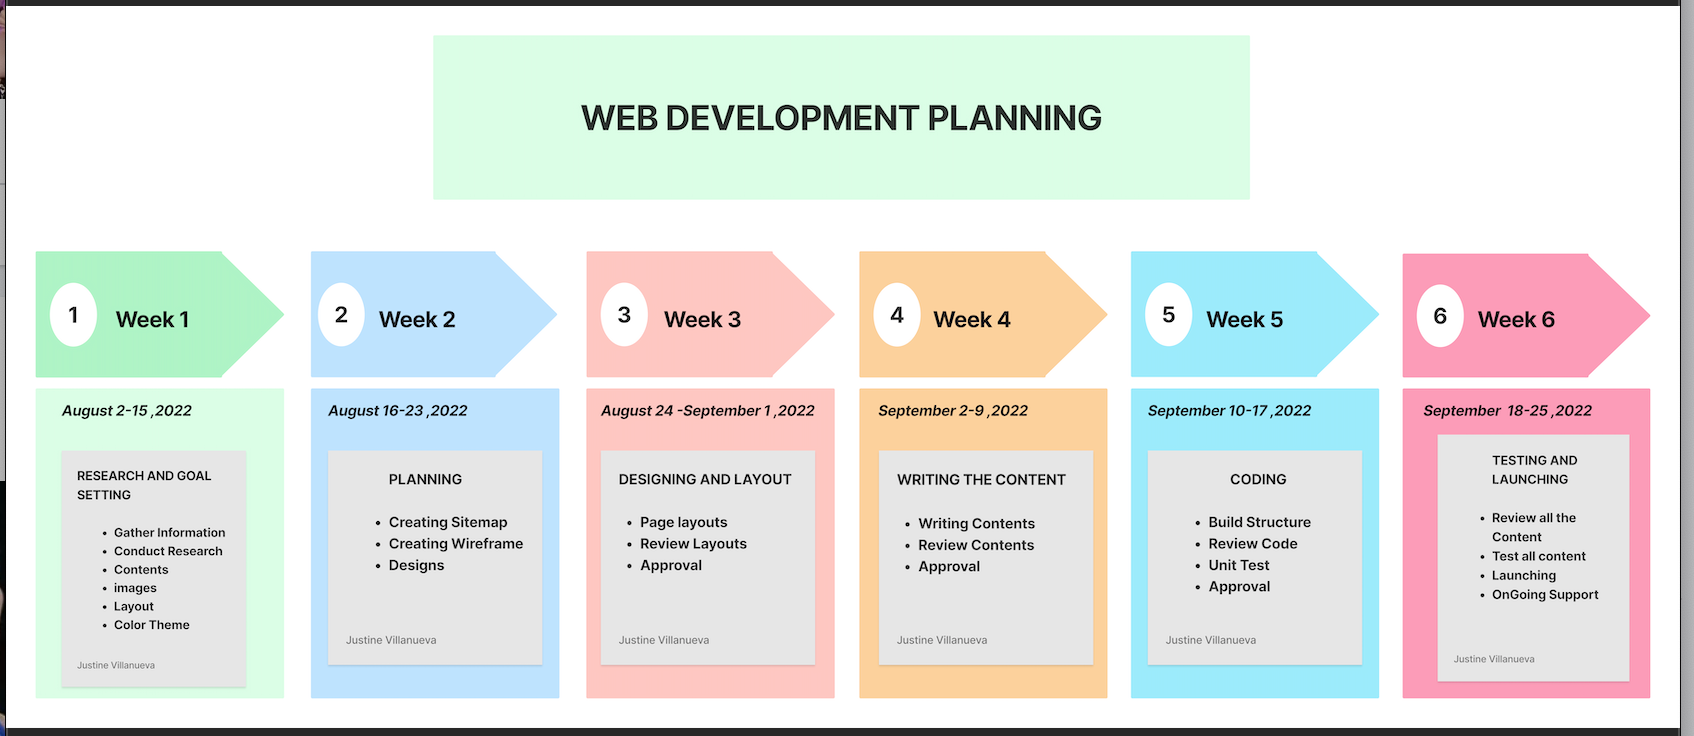 WEB DEVELOPMENT PLANNING
1 Week 1
August 2-15 ,2022
RESEARCH AND GOAL
SETTING
• Gather Information
• Conduct Research
• Contents
• images
• Layout
• Color Theme
Justine Villanueva
2 Week 2
August 16-23 ,2022
PLANNING
• Creating Sitemap
• Creating Wireframe
• Designs
Justine Villanueva
3 Week 3
August 24 -September 1 ,2022
DESIGNING AND LAYOUT
• Page layouts
• Review Layouts
• Approval
Justine Villanueva
4 Week 4
September 2-9 ,2022
WRITING THE CONTENT
• Writing Contents
• Review Contents
• Approval
Justine Villanueva
5 Week 5
September 10-17 ,2022
CODING
• Build Structure
• Review Code
• Unit Test
• Approval
Justine Villanueva
6 Week 6
September  18-25 ,2022
TESTING AND
LAUNCHING
• Review all the
Content
• Test all content
• Launching
• OnGoing Support
Justine Villanueva